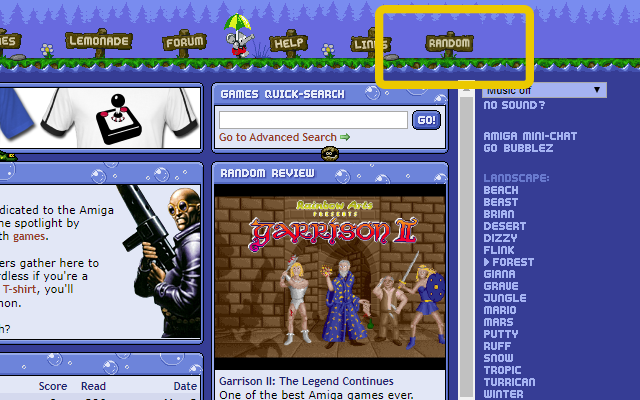 LEMONADE
FORUM
HELP
RANDOM
GAMES QUICK-SEARCH
GO!
Go to Advanced Search
RANDOM REVIEW
Rainbow Arts
PRESENTS
GARRISON II
Garrison II: The Legend Continues
One of the best Amiga games ever.
dicated to the Amiga
he spotlight by
th games.
ers gather here to
rdless if you're a
T-shirt, you'll
mon.
h?
Score Read Date
Music off
NO SOUND?
AMIGA MINI-CHAT
GO BUBBLEZ
LANDSCAPE:
BEACH
BEAST
BRIAN
DESERT
DIZZY
FLINK
FOREST
GIANA
GRAVE
JUNGLE
MARIO
MARS
PUTTY
RUFF
SNOW
TROPIC
TURRICAN
WINTER